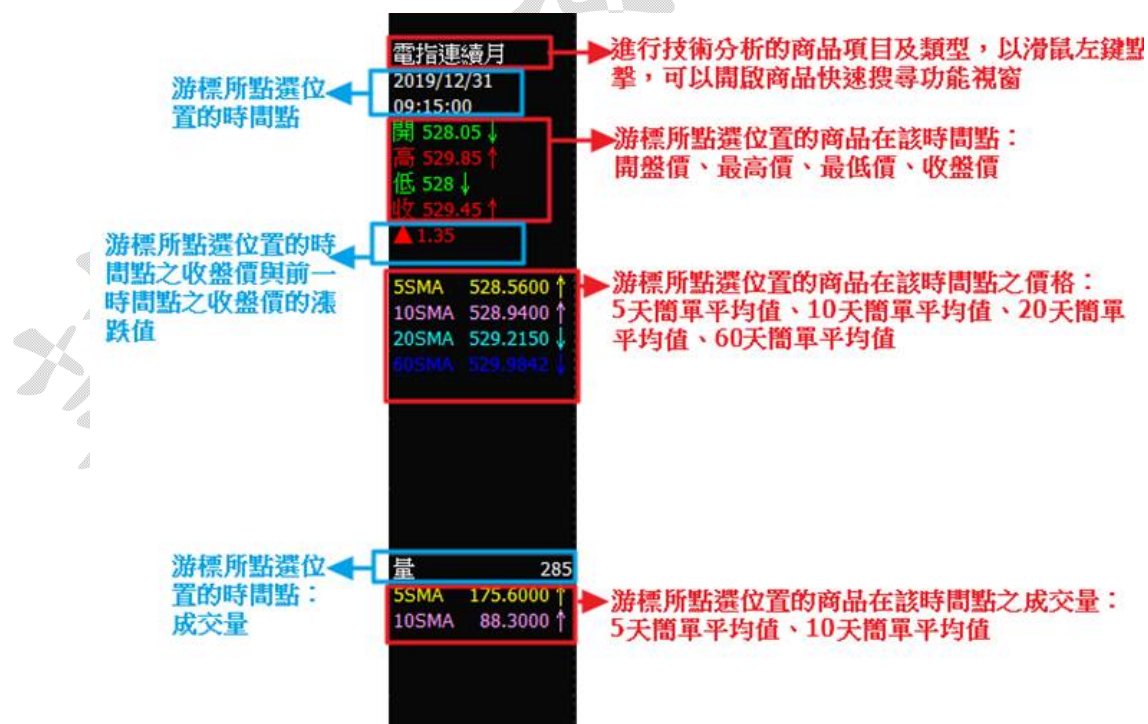 電指連續月
2019/12/31
09:15:00
開 528.05↓
高 529.85↑
低 528↓
收 529.45↑
▲1.35
5SMA 528.5600↑
10SMA 528.9400↑
20SMA 529.2150↓
60SMA 529.9842↓
量 285
5SMA 175.6000↑
10SMA 88.3000↑
游標所點選位
置的時間點
游標所點選位置的時
間點之收盤價與前一
時間點之收盤價的漲
跌值
游標所點選位
置的時間點：
成交量
進行技術分析的商品項目及類型，以滑鼠左鍵點
擊，可以開啟商品快速搜尋功能視窗
游標所點選位置的商品在該時間點：
開盤價、最高價、最低價、收盤價
游標所點選位置的商品在該時間點之價格：
5天簡單平均值、10天簡單平均值、20天簡單
平均值、60天簡單平均值
游標所點選位置的商品在該時間點之成交量：
5天簡單平均值、10天簡單平均值